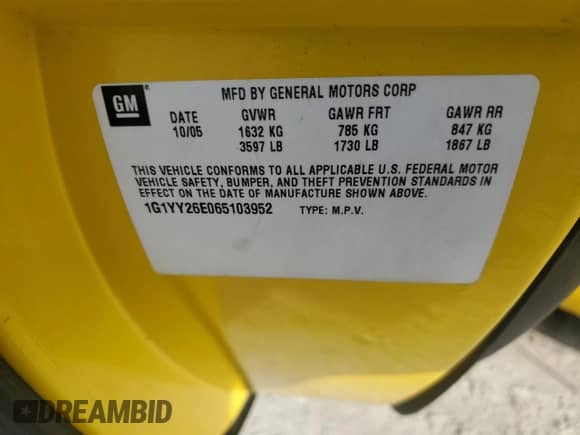 GM®
MFD BY GENERAL MOTORS CORP
DATE GVWR GAWR FRT GAWR RR
10/05 1632 KG 785 KG 847 KG
3597 LB 1730 LB 1867 LB
THIS VEHICLE CONFORMS TO ALL APPLICABLE U.S. FEDERAL MOTOR
VEHICLE SAFETY, BUMPER, AND THEFT PREVENTION STANDARDS IN
EFFECT ON THE DATE OF MANUFACTURE SHOWN ABOVE.
1G1YY26E065103952 TYPE: M.P.V.
DREAMBID